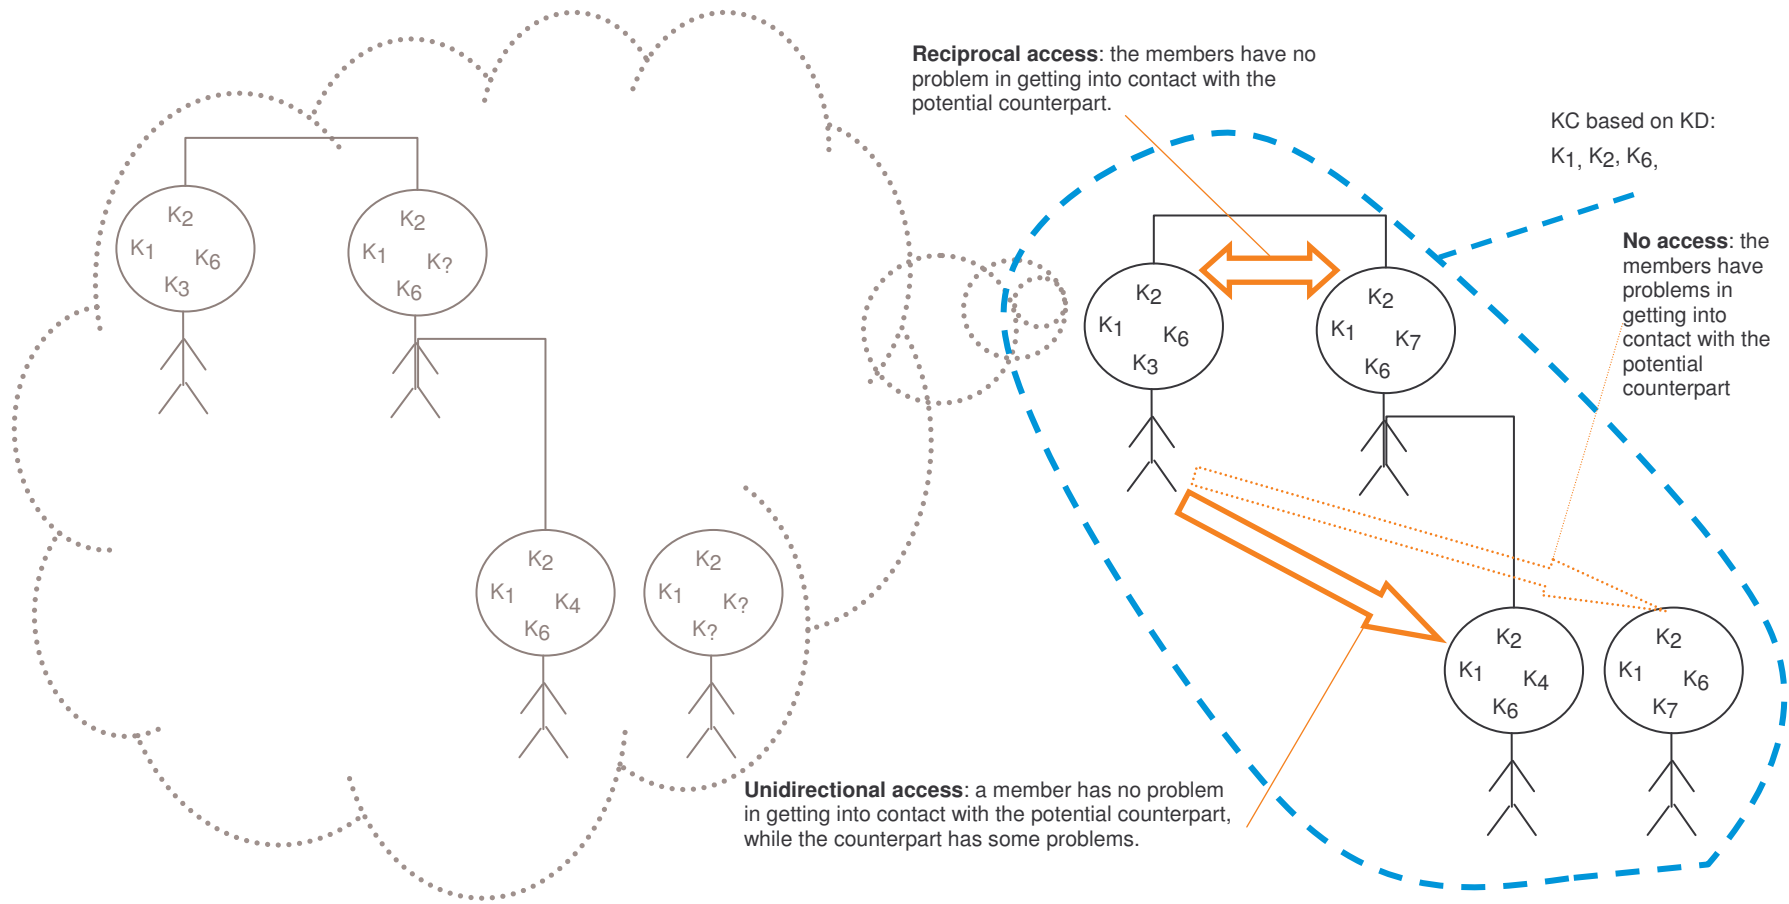 Reciprocal access: the members have no
problem in getting into contact with the
potential counterpart.
KC based on KD:
K1, K2, K6,
No access: the
members have
problems in
getting into
contact with the
potential
counterpart
K2
K1
K6
K3
K2
K1
K?
K6
K2
K1
K4
K6
K2
K1
K?
K?
K2
K1
K6
K3
K2
K1
K7
K6
K2
K1
K4
K6
K2
K1
K6
K7
Unidirectional access: a member has no problem
in getting into contact with the potential counterpart,
while the counterpart has some problems.